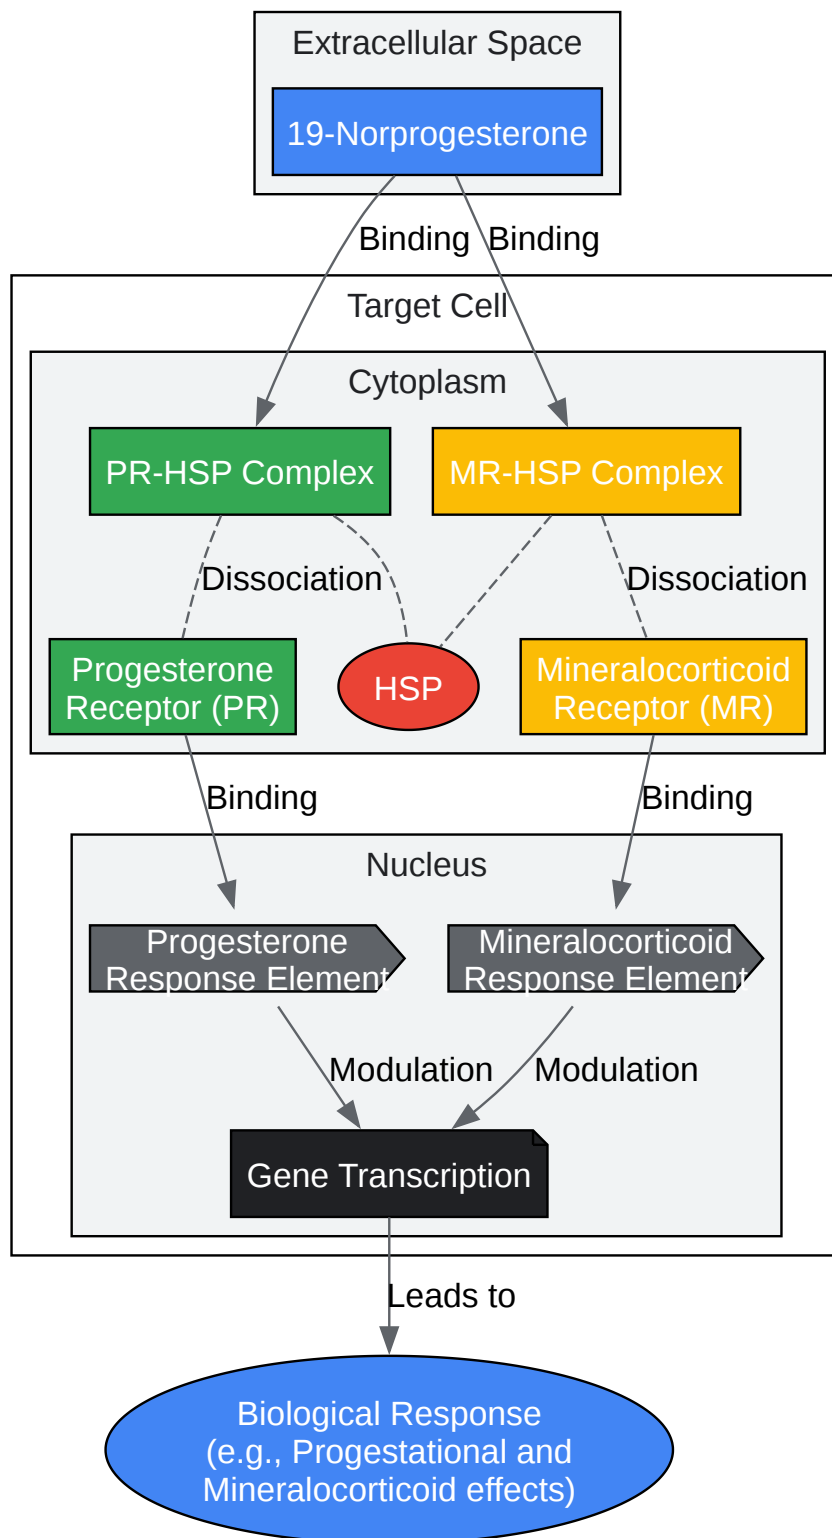 Extracellular Space
19-Norprogesterone
Binding
Binding
Target Cell
Cytoplasm
PR-HSP Complex
MR-HSP Complex
Dissociation
Dissociation
Progesterone
Receptor (PR)
HSP
Mineralocorticoid
Receptor (MR)
Binding
Binding
Nucleus
Progesterone
Response Element
Mineralocorticoid
Response Element
Modulation
Modulation
Gene Transcription
Leads to
Biological Response
(e.g., Progestational and
Mineralocorticoid effects)